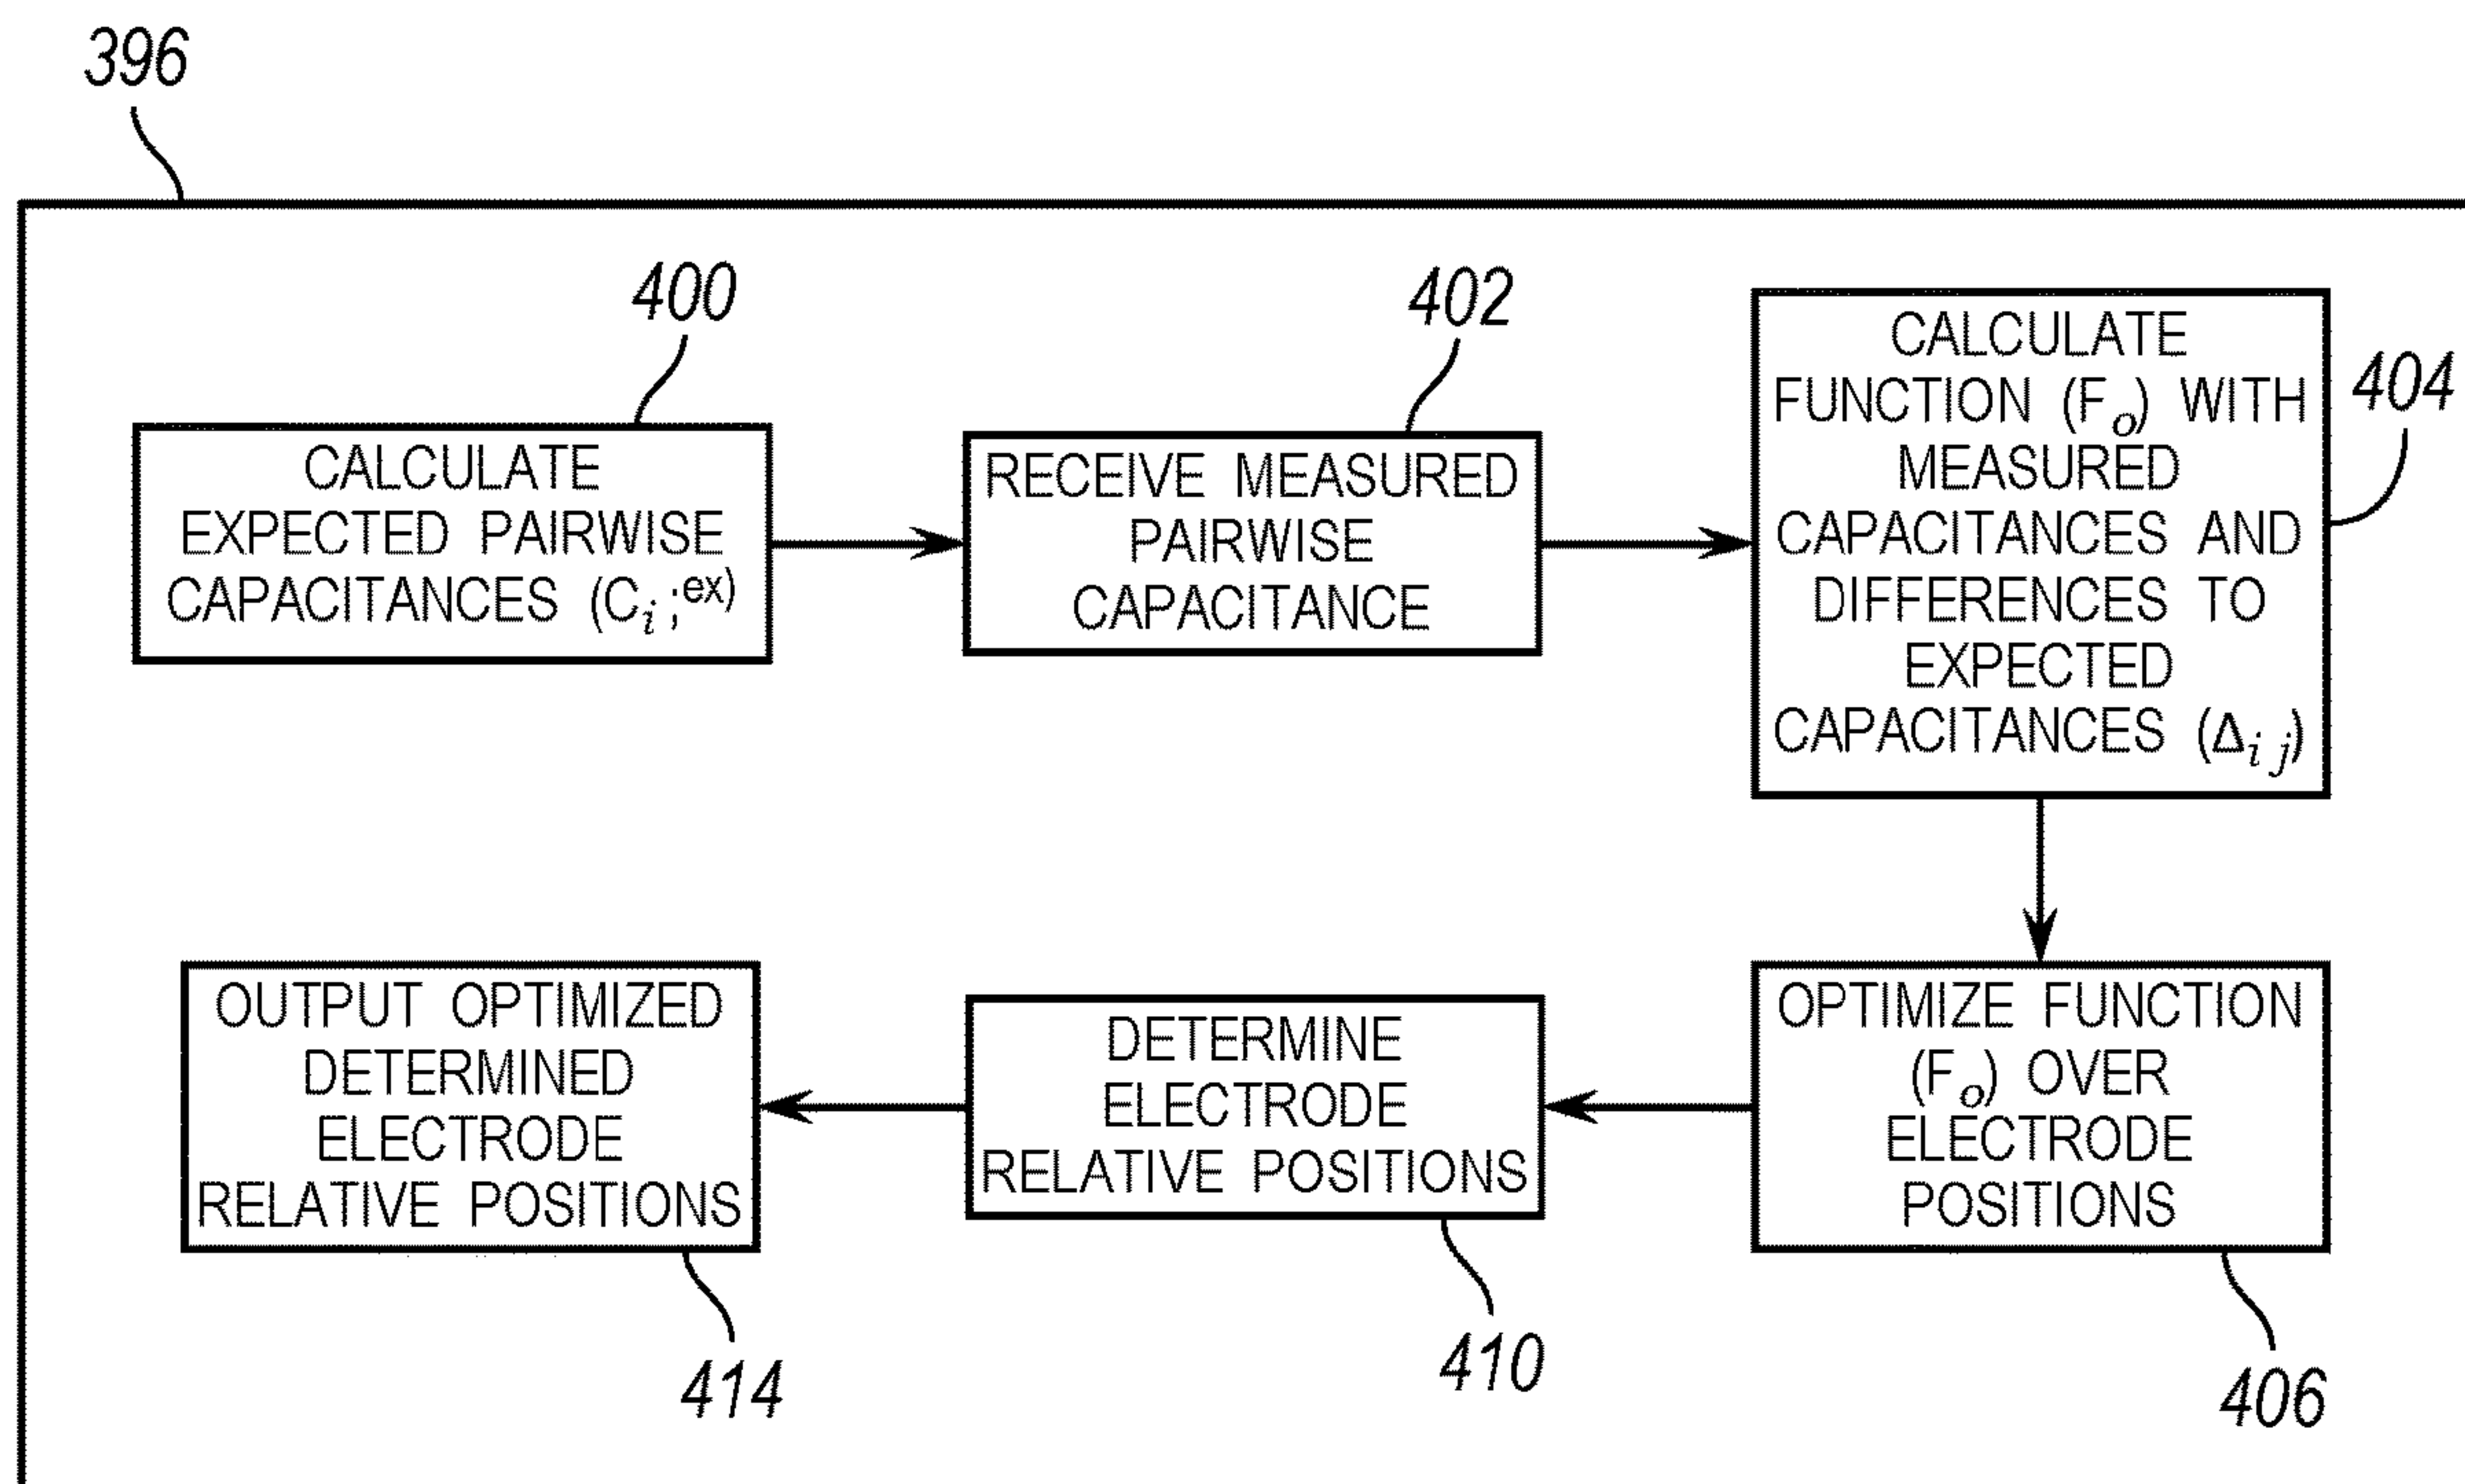 396
400
CALCULATE
EXPECTED PAIRWISE
CAPACITANCES (C_i ;^ex)
402
RECEIVE MEASURED
PAIRWISE
CAPACITANCE
404
CALCULATE
FUNCTION (F_o) WITH
MEASURED
CAPACITANCES AND
DIFFERENCES TO
EXPECTED
CAPACITANCES (Δ_i j)
OPTIMIZE FUNCTION
(F_o) OVER
ELECTRODE
POSITIONS
406
DETERMINE
ELECTRODE
RELATIVE POSITIONS
410
OUTPUT OPTIMIZED
DETERMINED
ELECTRODE
RELATIVE POSITIONS
414